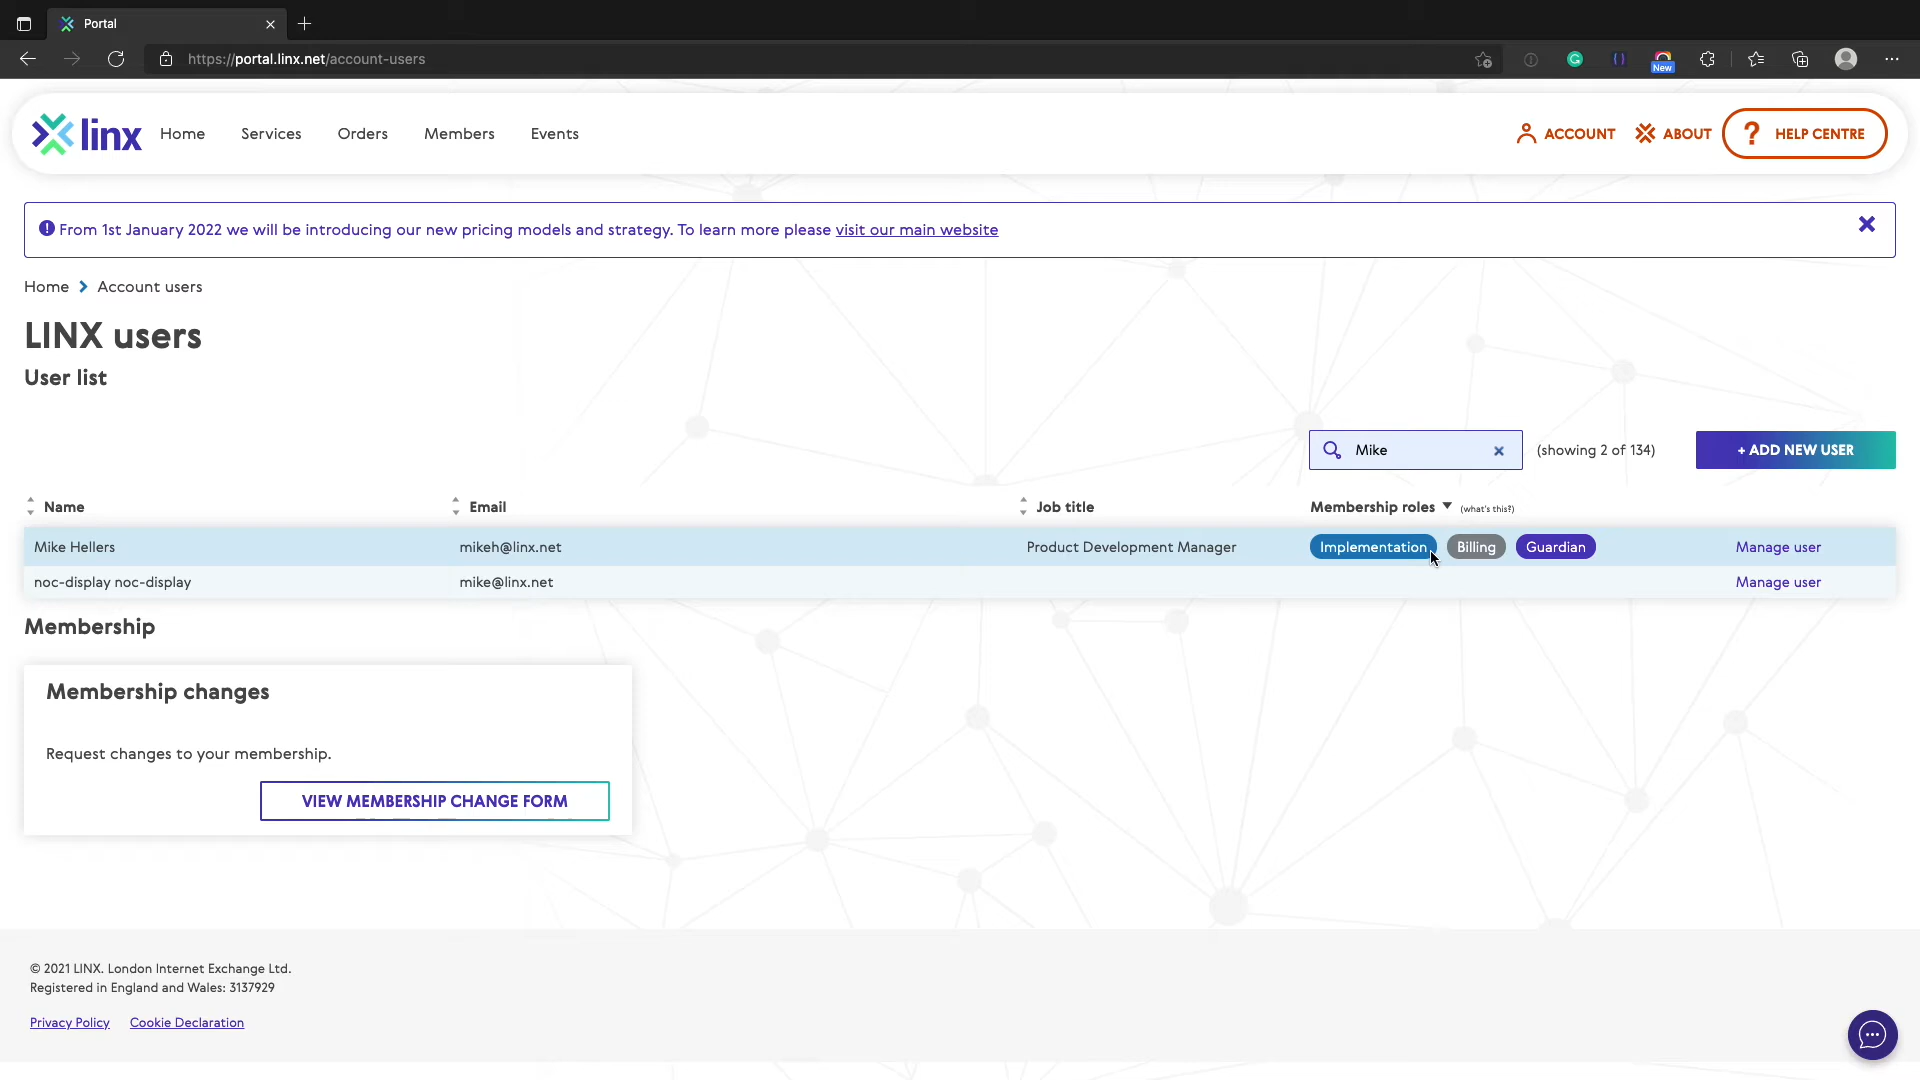 Portal
https://portal.linx.net/account-users
New
linx
Home
Services
Orders
Members
Events
ACCOUNT
ABOUT
? HELP CENTRE
From 1st January 2022 we will be introducing our new pricing models and strategy. To learn more please visit our main website
Home
Account users
LINX users
User list
Mike
(showing 2 of 134)
+ ADD NEW USER
Name
Email
Job title
Membership roles
(what's this?)
Mike Hellers
mikeh@linx.net
Product Development Manager
Implementation
Billing
Guardian
Manage user
noc-display noc-display
mike@linx.net
Manage user
Membership
Membership changes
Request changes to your membership.
VIEW MEMBERSHIP CHANGE FORM
© 2021 LINX. London Internet Exchange Ltd.
Registered in England and Wales: 3137929
Privacy Policy
Cookie Declaration